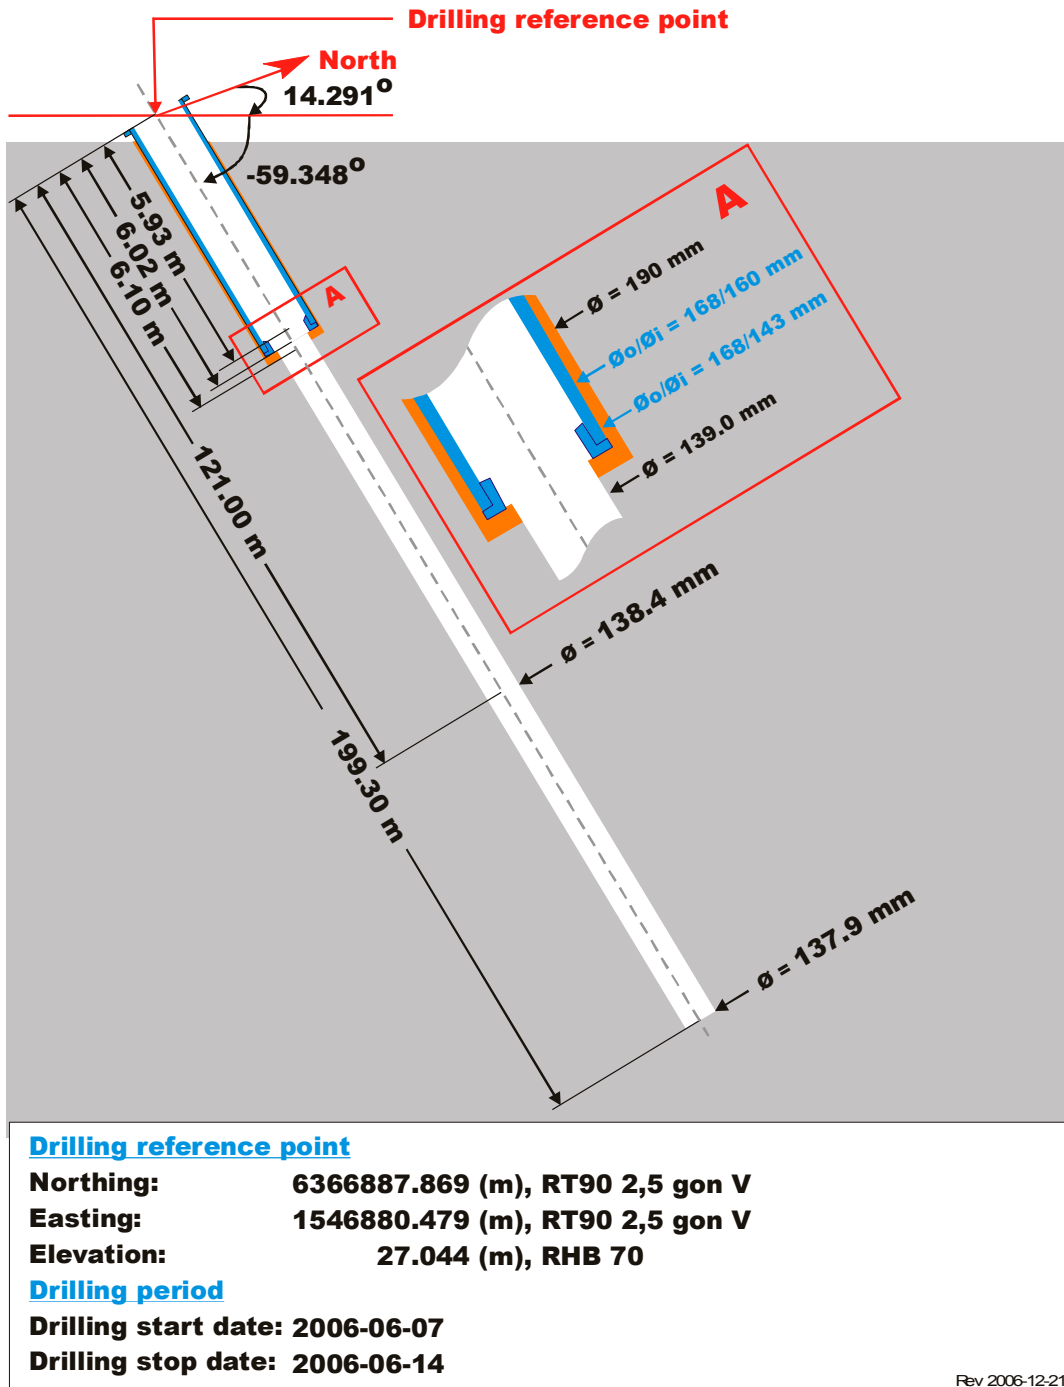 Drilling reference point
North
14.291°
-59.348°
5.93 m
6.02 m
6.10 m
A
A
ø = 190 mm
Øo/Øi = 168/160 mm
Øo/Øi = 168/143 mm
ø = 139.0 mm
121.00 m
ø = 138.4 mm
199.30 m
ø = 137.9 mm
Drilling reference point
Northing: 6366887.869 (m), RT90 2,5 gon V
Easting: 1546880.479 (m), RT90 2,5 gon V
Elevation: 27.044 (m), RHB 70
Drilling period
Drilling start date: 2006-06-07
Drilling stop date: 2006-06-14
Rev 2006-12-21